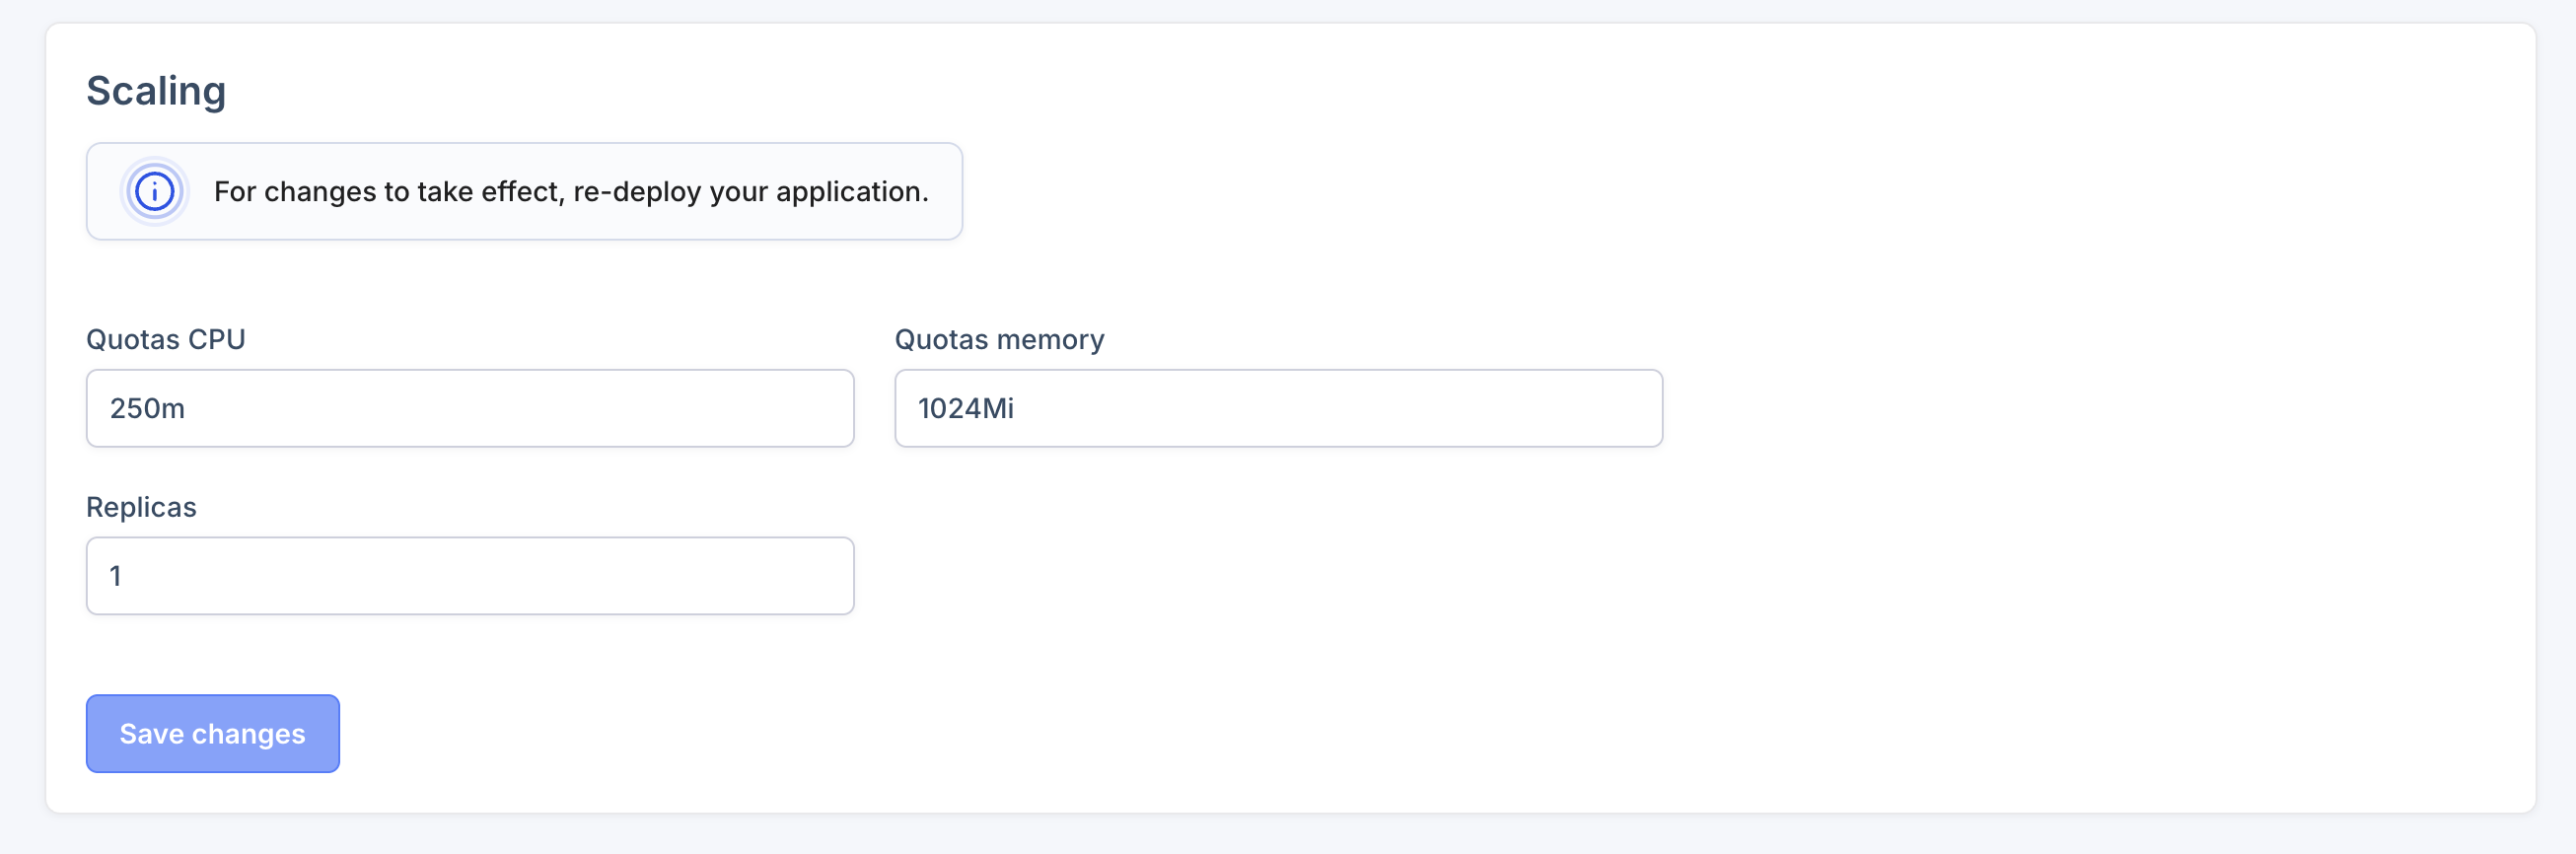 Scaling
For changes to take effect, re-deploy your application.
Quotas CPU
Quotas memory
250m
1024Mi
Replicas
1
Save changes